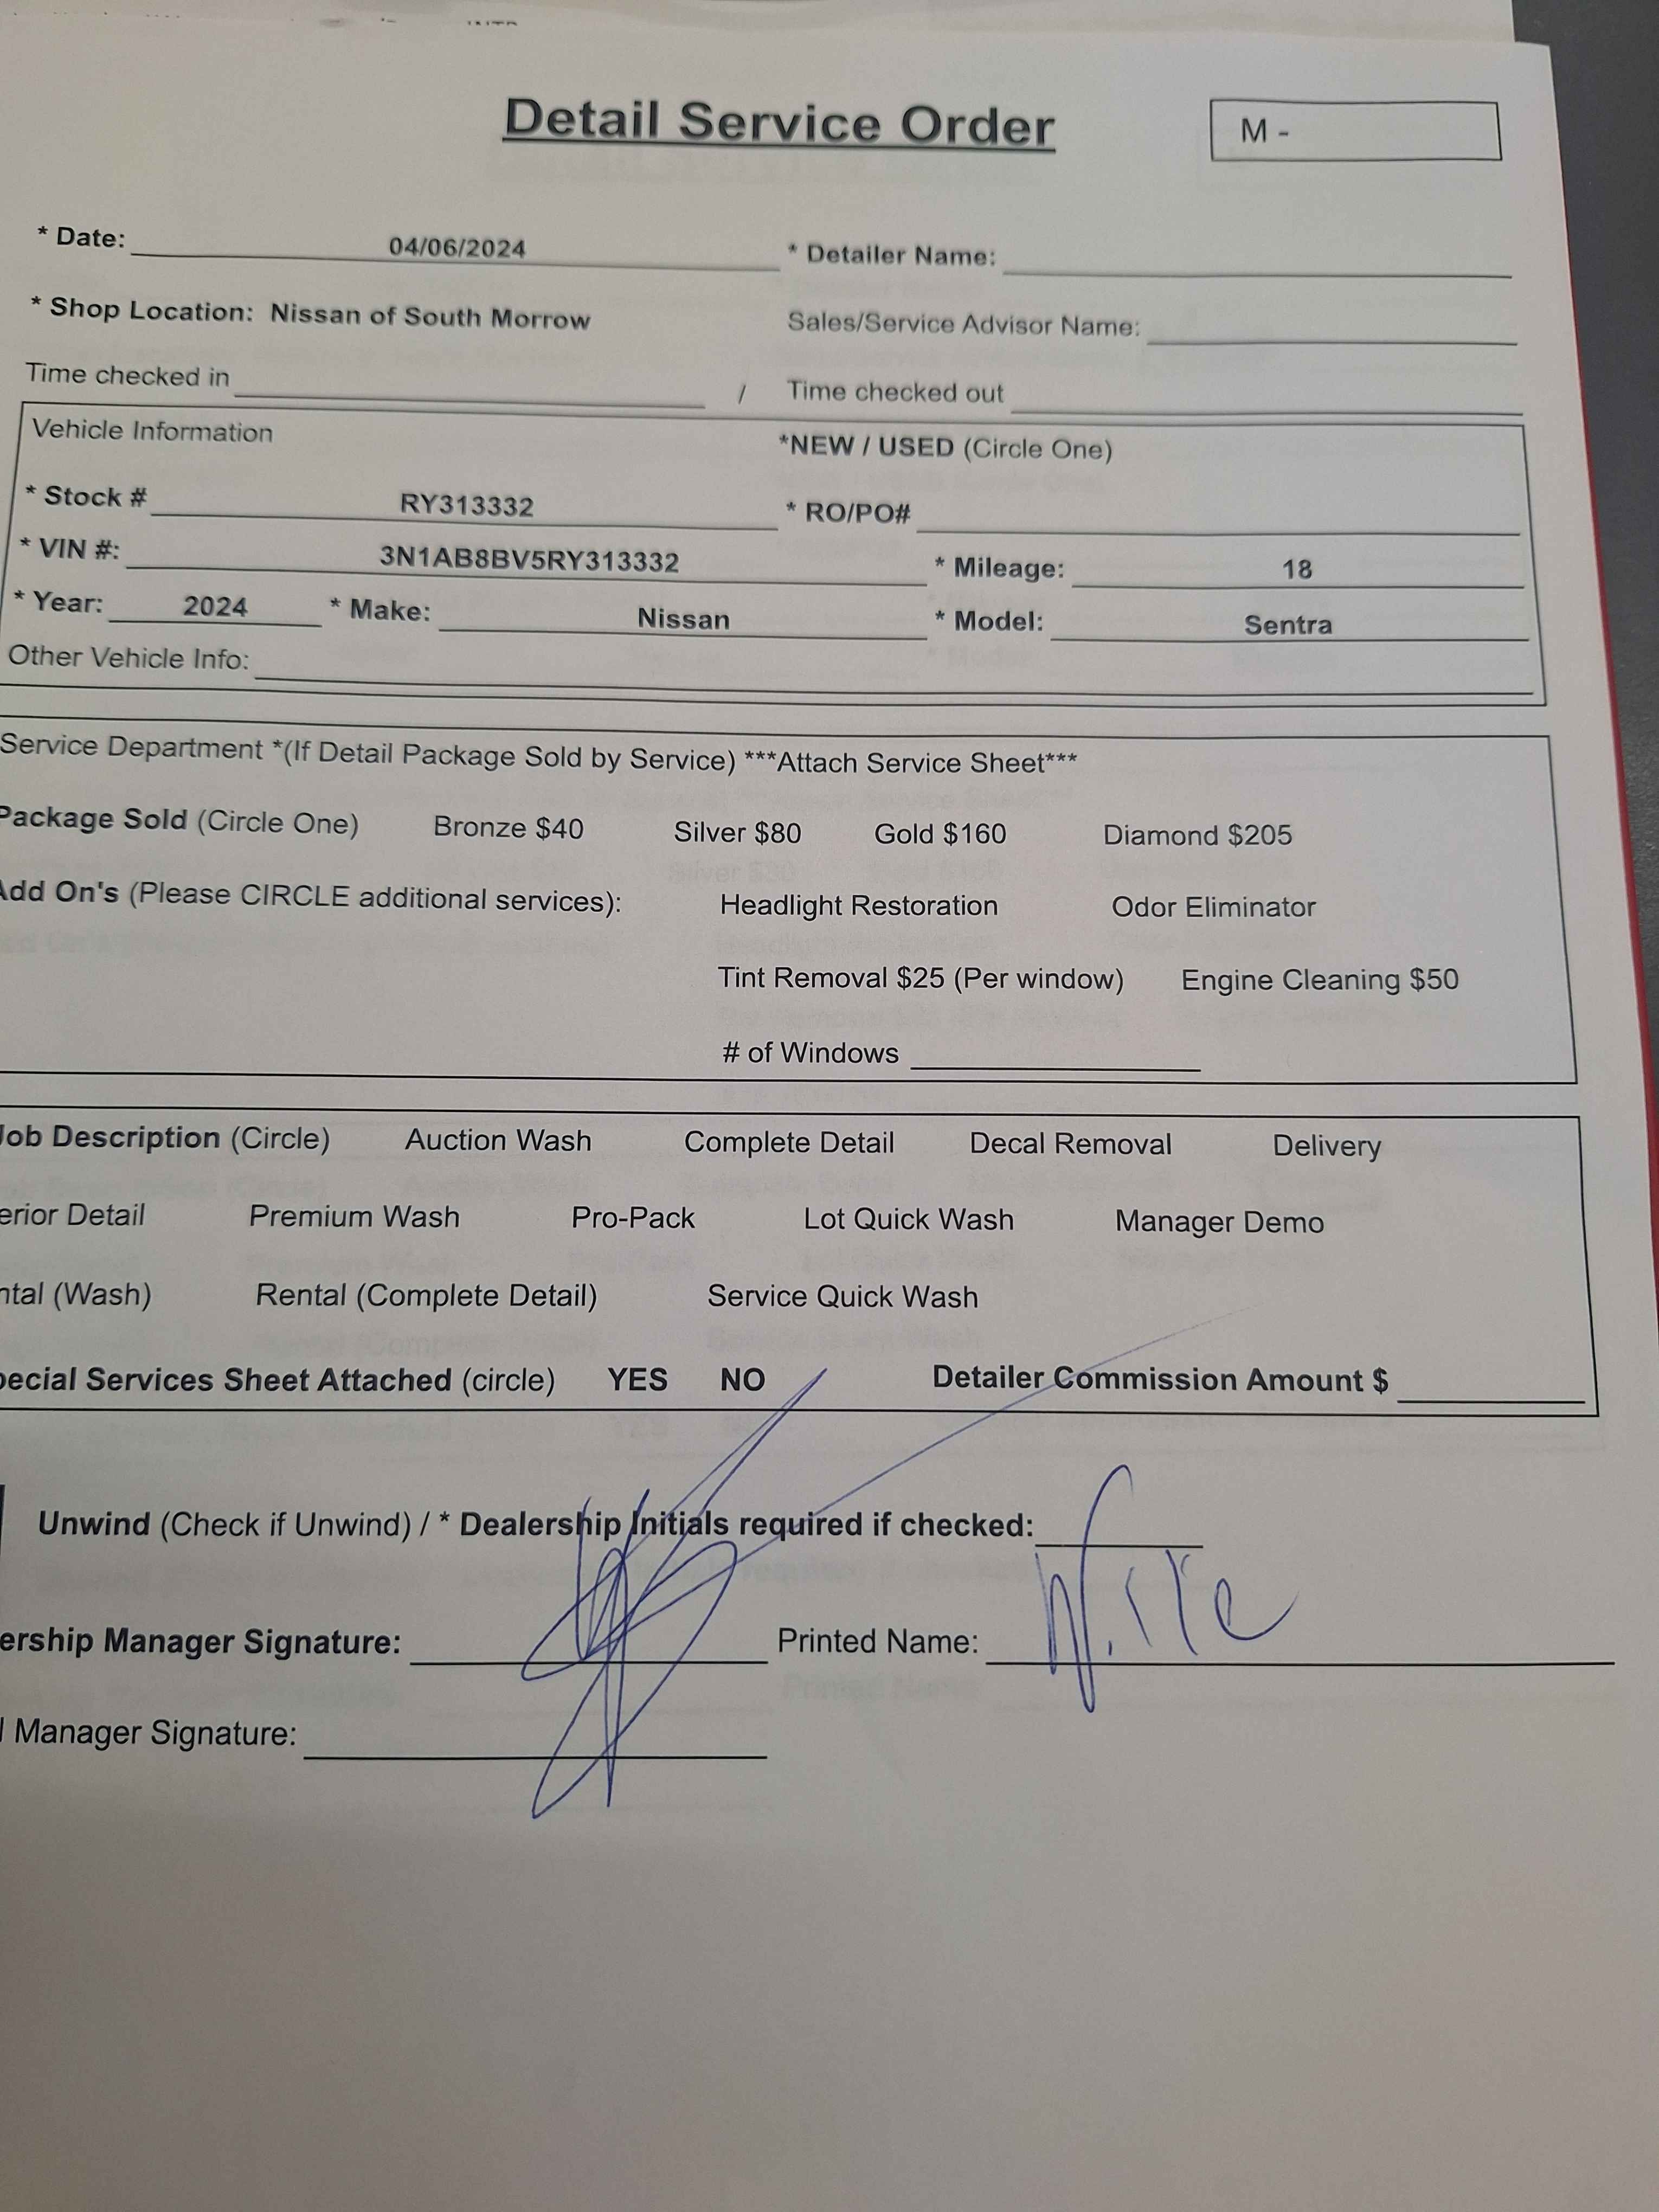 Detail Service Order
M -
* Date: 04/06/2024 * Detailer Name:
* Shop Location: Nissan of South Morrow Sales/Service Advisor Name:
Time checked in / Time checked out
Vehicle Information *NEW / USED (Circle One)
* Stock # RY313332 * RO/PO#
* VIN #: 3N1AB8BV5RY313332 * Mileage: 18
* Year: 2024 * Make: Nissan * Model: Sentra
Other Vehicle Info:
Service Department *(If Detail Package Sold by Service) ***Attach Service Sheet***
Package Sold (Circle One) Bronze $40 Silver $80 Gold $160 Diamond $205
Add On's (Please CIRCLE additional services): Headlight Restoration Odor Eliminator
Tint Removal $25 (Per window) Engine Cleaning $50
# of Windows
Job Description (Circle) Auction Wash Complete Detail Decal Removal Delivery
erior Detail Premium Wash Pro-Pack Lot Quick Wash Manager Demo
ntal (Wash) Rental (Complete Detail) Service Quick Wash
pecial Services Sheet Attached (circle) YES NO Detailer Commission Amount $
Unwind (Check if Unwind) / * Dealership Initials required if checked:
ership Manager Signature: Printed Name:
l Manager Signature: